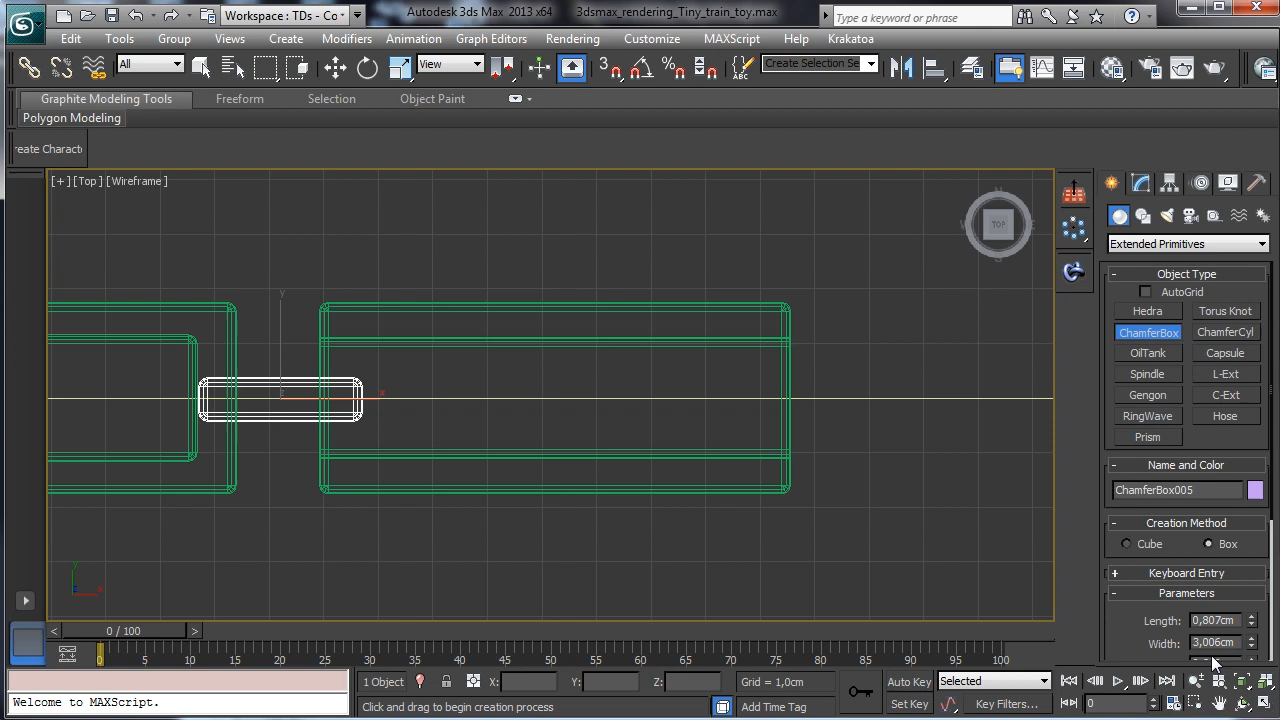 Workspace: TDs - Co
Autodesk 3ds Max 2013 x64 3dsmax_rendering_Tiny_train_toy.max
Type a keyword or phrase
Edit Tools Group Views Create Modifiers Animation Graph Editors Rendering Customize MAXScript Help Krakatoa
All View Create Selection Se
Graphite Modeling Tools Freeform Selection Object Paint
Polygon Modeling
eate Charact
[+][Top][Wireframe]
TOP
y
x
Extended Primitives
- Object Type
AutoGrid
Hedra Torus Knot
ChamferBox ChamferCyl
OilTank Capsule
Spindle L-Ext
Gengon C-Ext
RingWave Hose
Prism
- Name and Color
ChamferBox005
- Creation Method
Cube Box
+ Keyboard Entry
- Parameters
Length: 0,807cm
Width: 3,006cm
< 0 / 100 >
0 5 10 15 20 25 30 35 40 45 50 55 60 65 70 75 80 85 90 95 100
1 Object X: Y: Z: Grid = 1,0cm Auto Key Selected
Welcome to MAXScript. Click and drag to begin creation process Add Time Tag Set Key Key Filters... 0